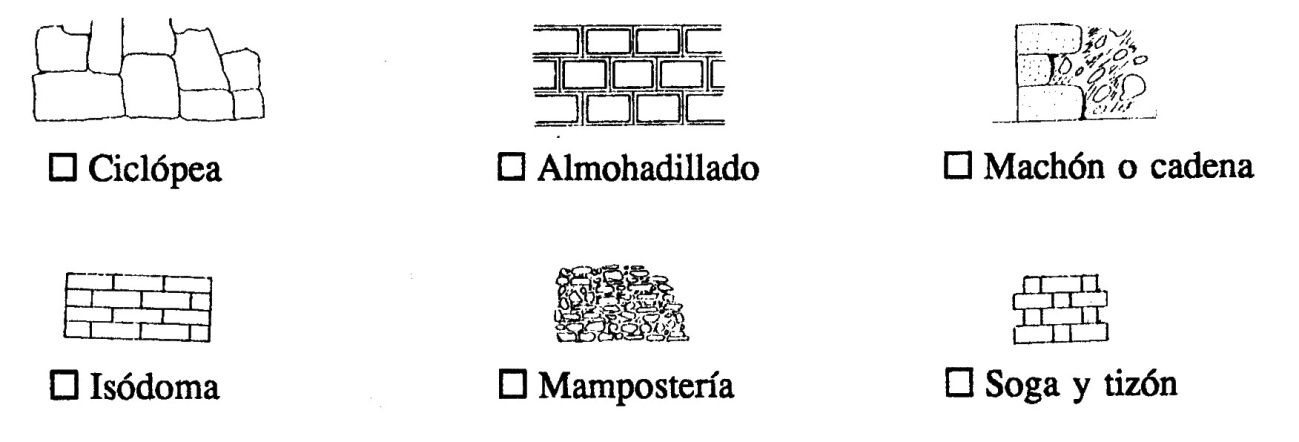 ☐ Ciclópea
☐ Almohadillado
☐ Machón o cadena
☐ Isódoma
☐ Mampostería
☐ Soga y tizón